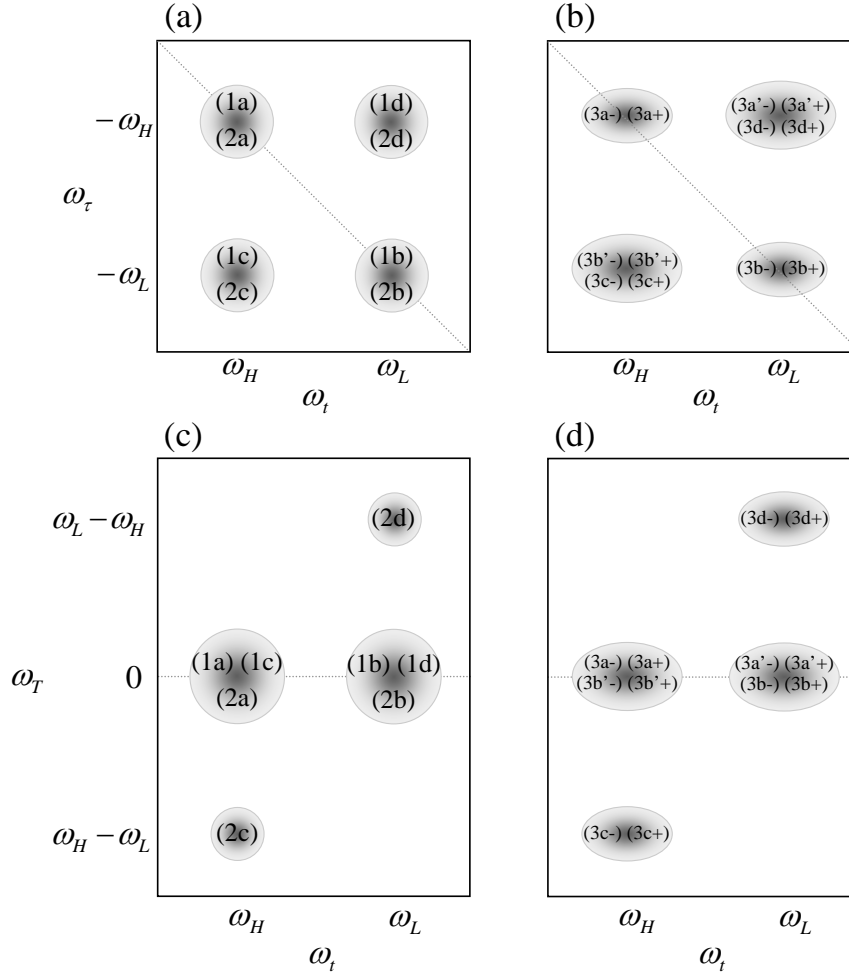 (a)
(b)
−ω_H
(1a)
(1d)
(2a)
(2d)
(3a-) (3a+)
(3a’-) (3a’+)
(3d-) (3d+)
ω_τ
−ω_L
(1c)
(1b)
(2c)
(2b)
(3b’-) (3b’+)
(3c-) (3c+)
(3b-) (3b+)
ω_H
ω_L
ω_H
ω_L
ω_t
ω_t
(c)
(d)
ω_L − ω_H
(2d)
(3d-) (3d+)
ω_T
0
(1a) (1c)
(2a)
(1b) (1d)
(2b)
(3a-) (3a+)
(3b’-) (3b’+)
(3a’-) (3a’+)
(3b-) (3b+)
ω_H − ω_L
(2c)
(3c-) (3c+)
ω_H
ω_L
ω_H
ω_L
ω_t
ω_t